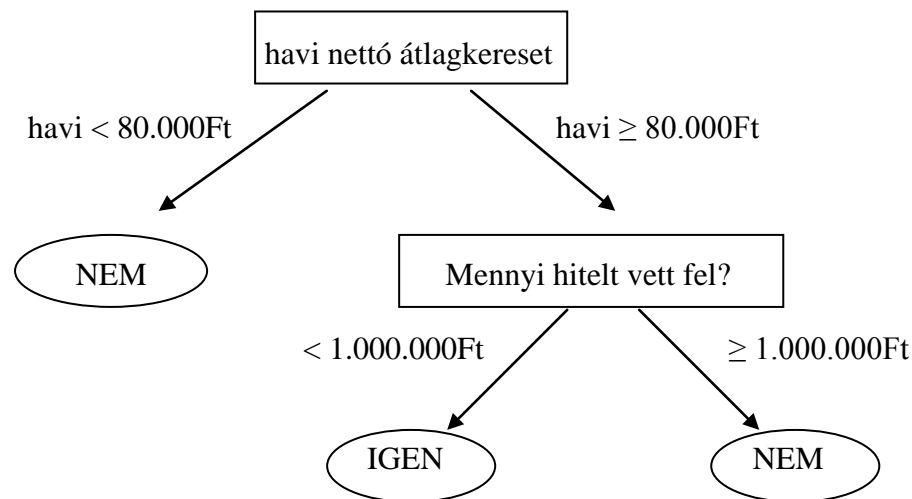 havi nettó átlagkereset
havi < 80.000Ft
havi ≥ 80.000Ft
NEM
Mennyi hitelt vett fel?
< 1.000.000Ft
≥ 1.000.000Ft
IGEN
NEM